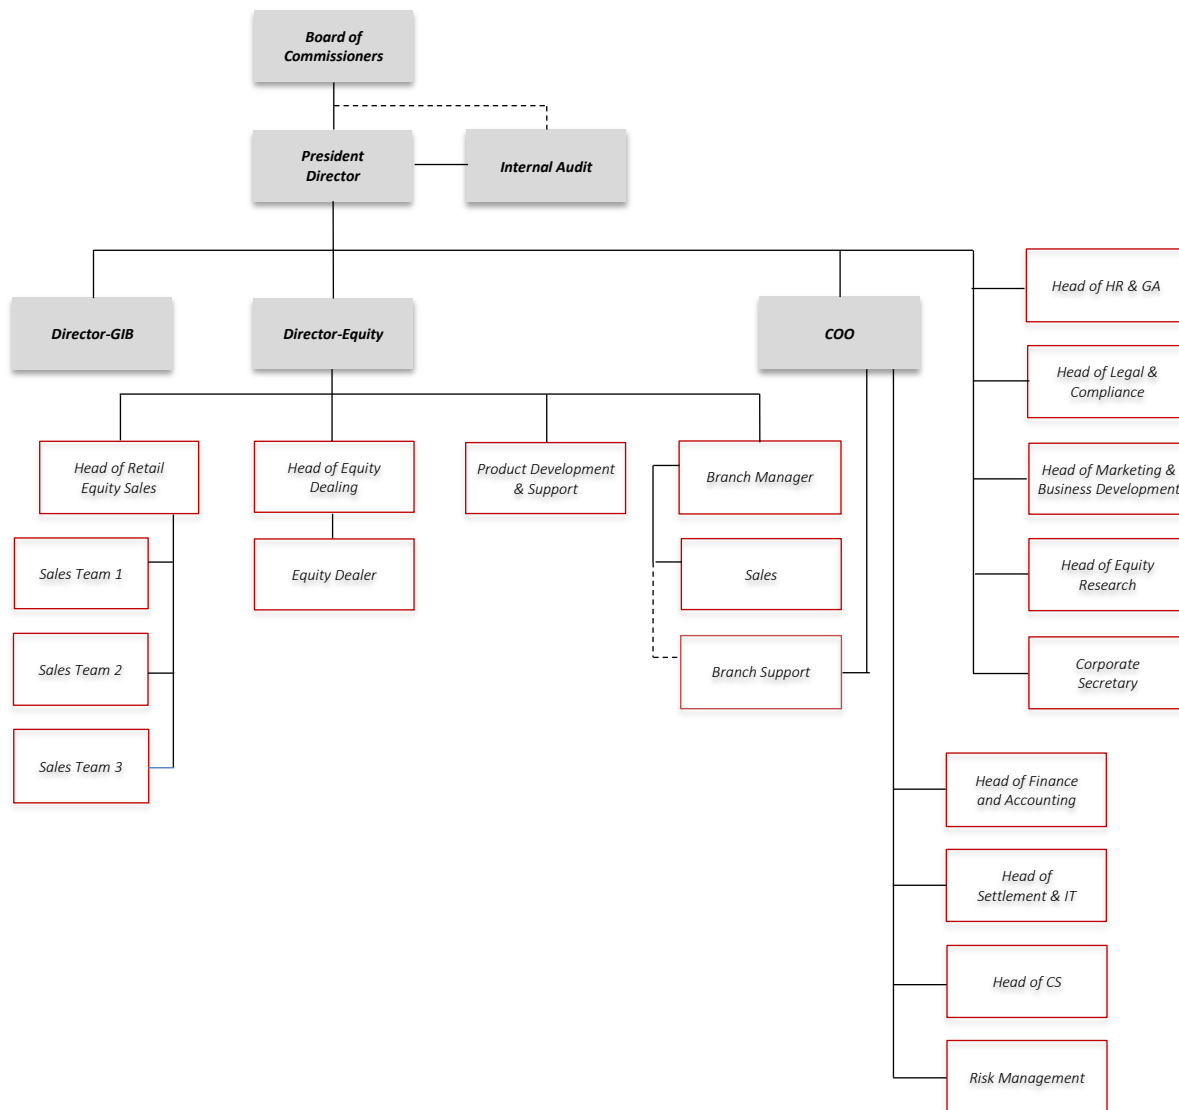 Board of
Commissioners
President
Director
Internal Audit
Head of HR & GA
Director-GIB
Director-Equity
COO
Head of Legal &
Compliance
Head of Retail
Equity Sales
Head of Equity
Dealing
Product Development
& Support
Branch Manager
Head of Marketing &
Business Development
Sales Team 1
Equity Dealer
Sales
Head of Equity
Research
Sales Team 2
Branch Support
Corporate
Secretary
Sales Team 3
Head of Finance
and Accounting
Head of
Settlement & IT
Head of CS
Risk Management